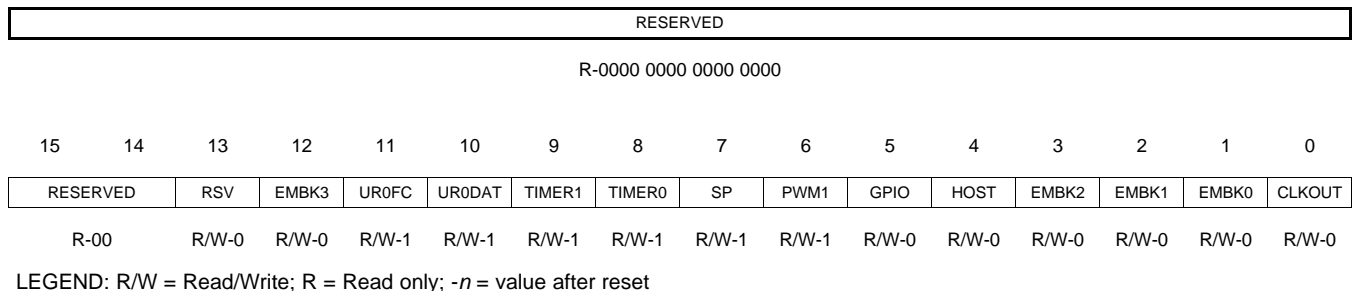 RESERVED
R-0000 0000 0000 0000
15 14 13 12 11 10 9 8 7 6 5 4 3 2 1 0
RESERVED RSV EMBK3 UR0FC UR0DAT TIMER1 TIMER0 SP PWM1 GPIO HOST EMBK2 EMBK1 EMBK0 CLKOUT
R-00 R/W-0 R/W-0 R/W-1 R/W-1 R/W-1 R/W-1 R/W-1 R/W-1 R/W-0 R/W-0 R/W-0 R/W-0 R/W-0 R/W-0
LEGEND: R/W = Read/Write; R = Read only; -n = value after reset